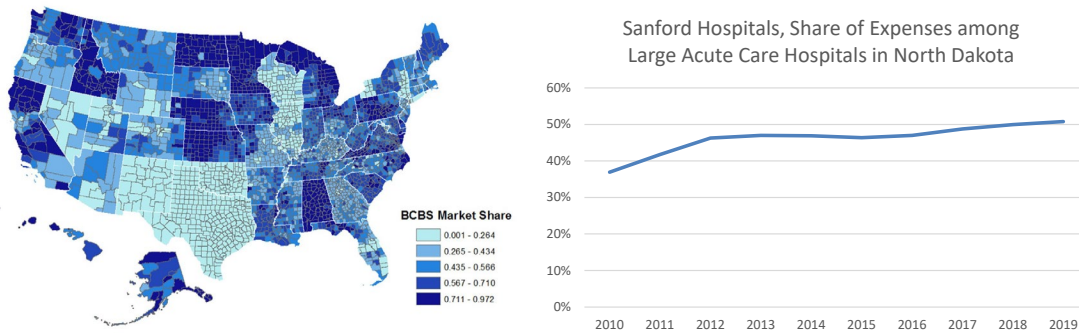 BCBS Market Share
0.001 - 0.264
0.265 - 0.434
0.435 - 0.566
0.567 - 0.710
0.711 - 0.972
Sanford Hospitals, Share of Expenses among
Large Acute Care Hospitals in North Dakota
60%
50%
40%
30%
20%
10%
0%
2010 2011 2012 2013 2014 2015 2016 2017 2018 2019